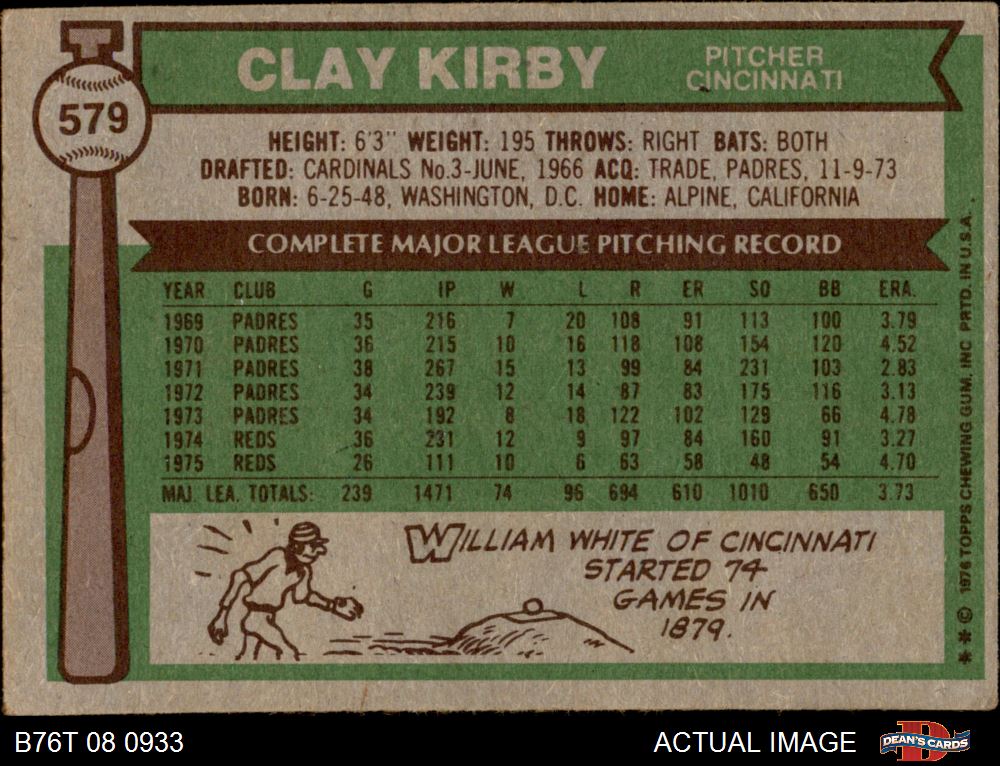 579
CLAY KIRBY
PITCHER
CINCINNATI
HEIGHT: 6'3" WEIGHT: 195 THROWS: RIGHT BATS: BOTH
DRAFTED: CARDINALS No.3-JUNE, 1966 ACQ: TRADE, PADRES, 11-9-73
BORN: 6-25-48, WASHINGTON, D.C. HOME: ALPINE, CALIFORNIA
COMPLETE MAJOR LEAGUE PITCHING RECORD
YEAR CLUB G IP W L R ER SO BB ERA.
1969 PADRES 35 216 7 20 108 91 113 100 3.79
1970 PADRES 36 215 10 16 118 108 154 120 4.52
1971 PADRES 38 267 15 13 99 84 231 103 2.83
1972 PADRES 34 239 12 14 87 83 175 116 3.13
1973 PADRES 34 192 8 18 122 102 129 66 4.78
1974 REDS 36 231 12 9 97 84 160 91 3.27
1975 REDS 26 111 10 6 63 58 48 54 4.70
MAJ. LEA. TOTALS: 239 1471 74 96 694 610 1010 650 3.73
WILLIAM WHITE OF CINCINNATI
STARTED 74
GAMES IN
1879.
** © 1976 TOPPS CHEWING GUM, INC PRTD. IN U.S.A.
B76T 08 0933
ACTUAL IMAGE
DEAN'S CARDS